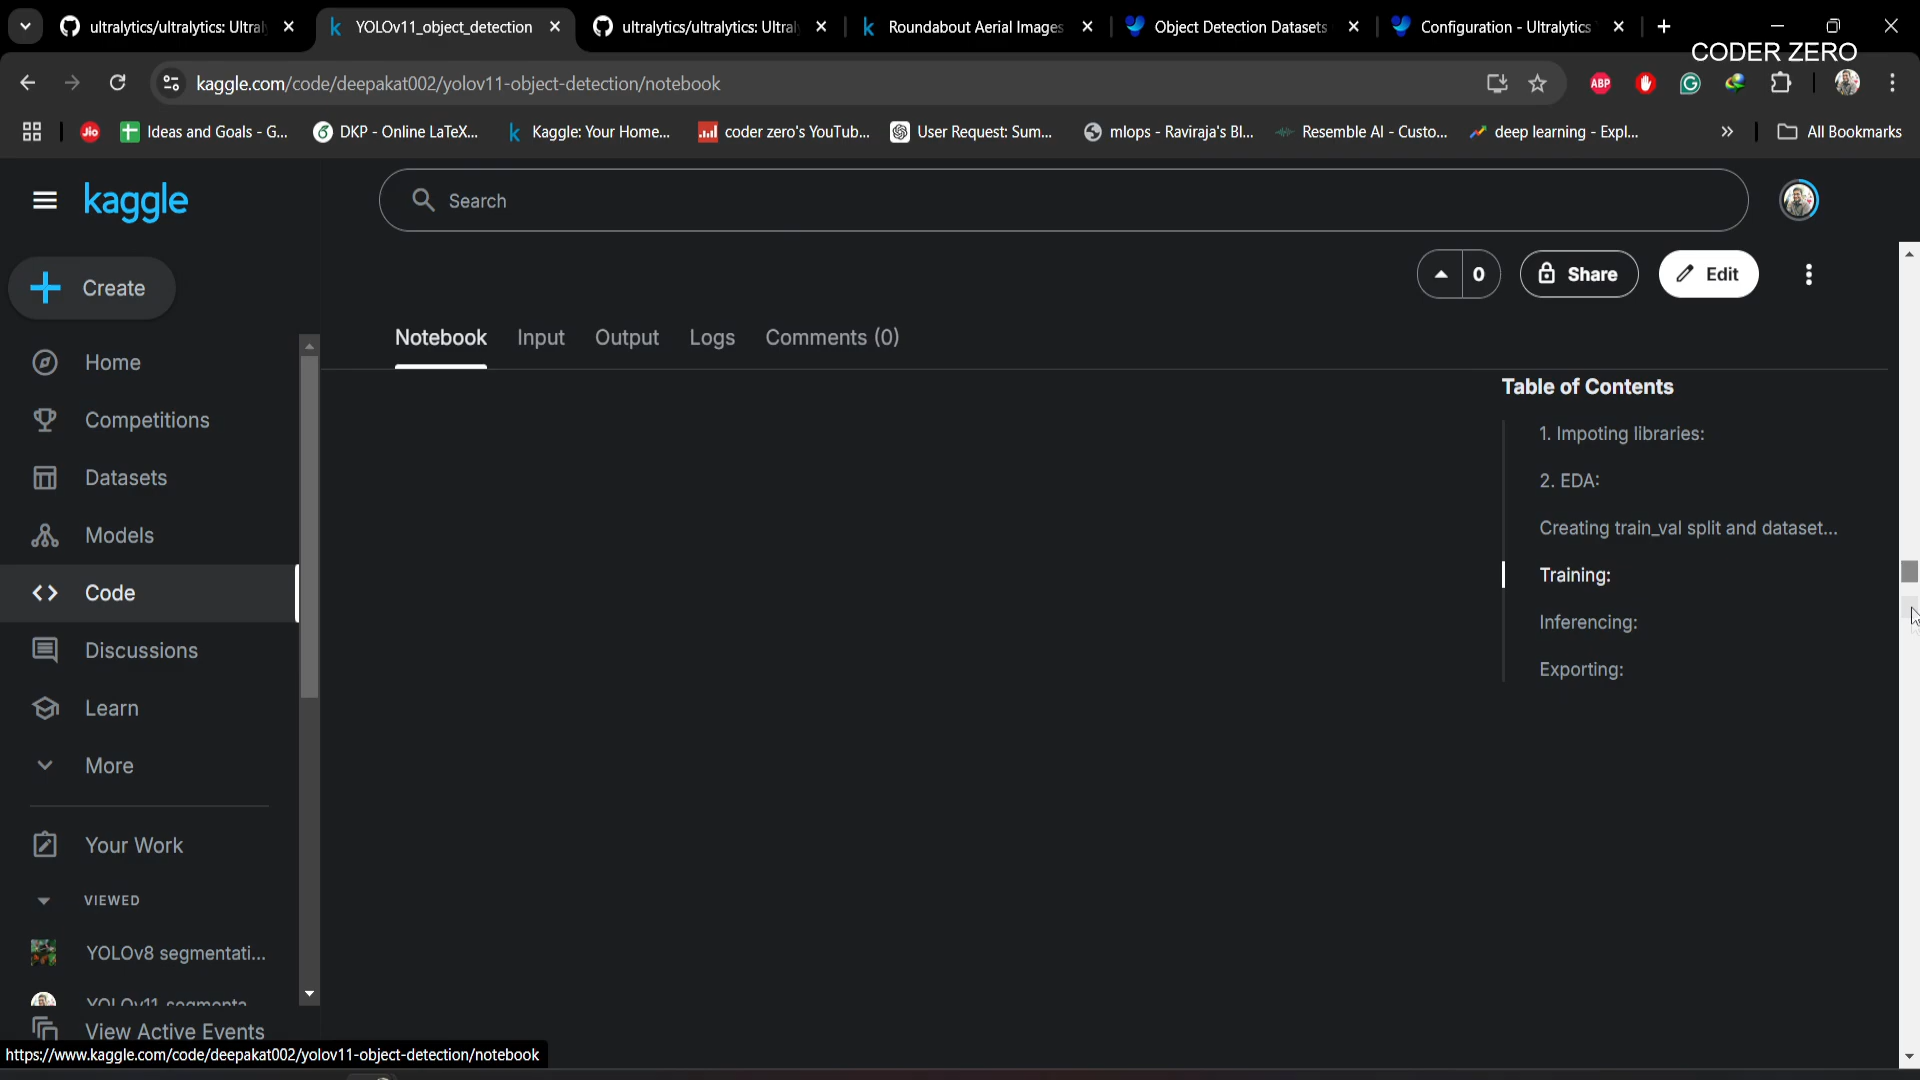 ultralytics/ultralytics: Ultral
YOLOv11_object_detection
ultralytics/ultralytics: Ultral
Roundabout Aerial Images
Object Detection Datasets
Configuration - Ultralytics
CODER ZERO
kaggle.com/code/deepakat002/yolov11-object-detection/notebook
ABP
Jio
Ideas and Goals - G...
DKP - Online LaTeX...
Kaggle: Your Home...
coder zero's YouTub...
User Request: Sum...
mlops - Raviraja's Bl...
Resemble AI - Custo...
deep learning - Expl...
All Bookmarks
kaggle
Search
Create
0
Share
Edit
Notebook
Input
Output
Logs
Comments (0)
Home
Competitions
Datasets
Models
Code
Discussions
Learn
More
Your Work
VIEWED
YOLOv8 segmentati...
YOLOv11 segmenta...
View Active Events
Table of Contents
1. Impoting libraries:
2. EDA:
Creating train_val split and dataset...
Training:
Inferencing:
Exporting:
https://www.kaggle.com/code/deepakat002/yolov11-object-detection/notebook